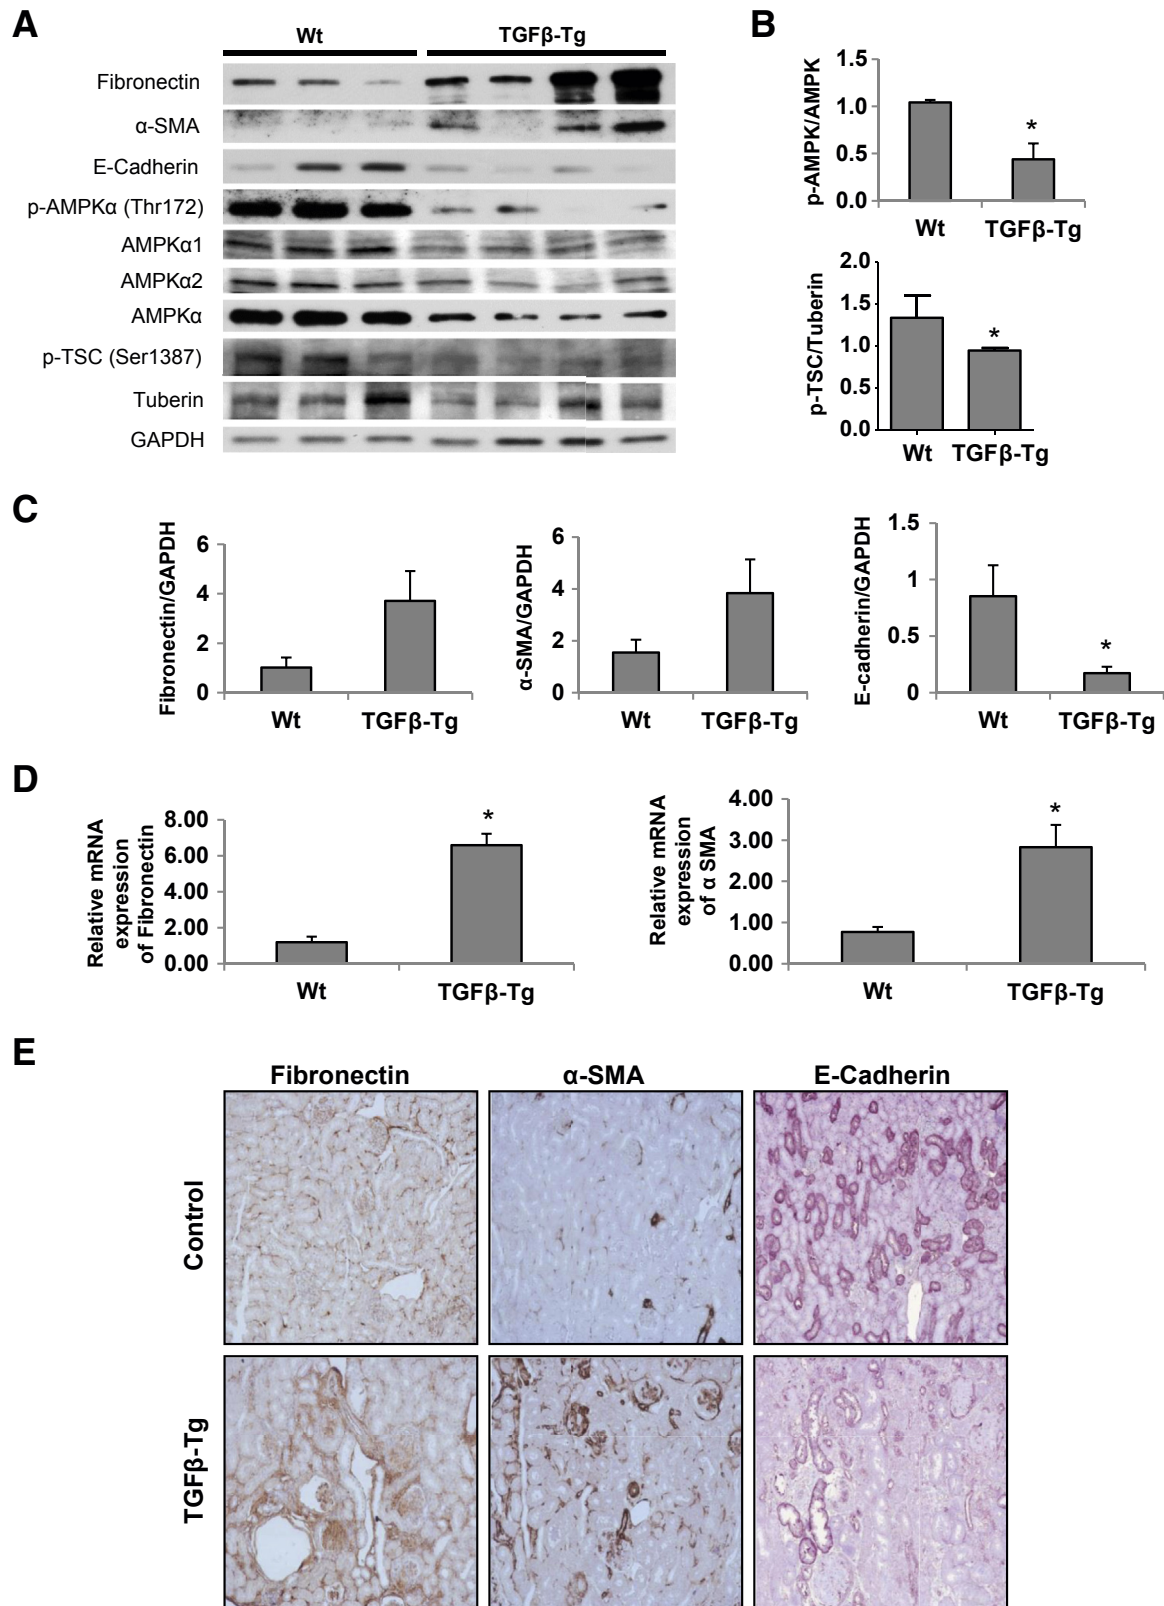 A
Wt
TGFβ-Tg
Fibronectin
α-SMA
E-Cadherin
p-AMPKα (Thr172)
AMPKα1
AMPKα2
AMPKα
p-TSC (Ser1387)
Tuberin
GAPDH
B
p-AMPK/AMPK
1.5
1.0
0.5
0.0
*
Wt
TGFβ-Tg
p-TSC/Tuberin
2.0
1.5
1.0
0.5
0.0
*
Wt
TGFβ-Tg
C
Fibronectin/GAPDH
6
4
2
0
Wt
TGFβ-Tg
α-SMA/GAPDH
6
4
2
0
Wt
TGFβ-Tg
E-cadherin/GAPDH
1.5
1
0.5
0
*
Wt
TGFβ-Tg
D
Relative mRNA
expression
of Fibronectin
8.00
6.00
4.00
2.00
0.00
*
Wt
TGFβ-Tg
Relative mRNA
expression
of α SMA
4.00
3.00
2.00
1.00
0.00
*
Wt
TGFβ-Tg
E
Fibronectin
α-SMA
E-Cadherin
Control
TGFβ-Tg